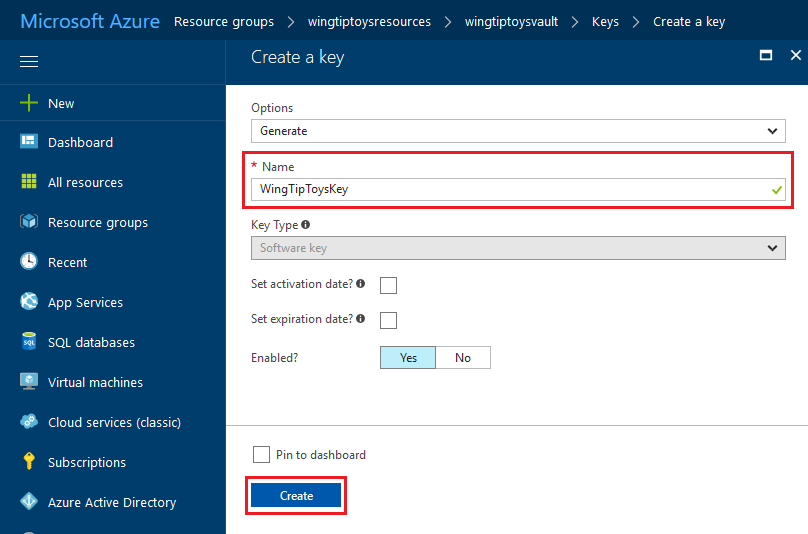 Microsoft Azure Resource groups > wingtiptoysresources > wingtiptoysvault > Keys > Create a key
Create a key
New
Dashboard
All resources
Resource groups
Recent
App Services
SQL databases
Virtual machines
Cloud services (classic)
Subscriptions
Azure Active Directory
Options
Generate
* Name
WingTipToysKey
Key Type
Software key
Set activation date?
Set expiration date?
Enabled? Yes No
Pin to dashboard
Create